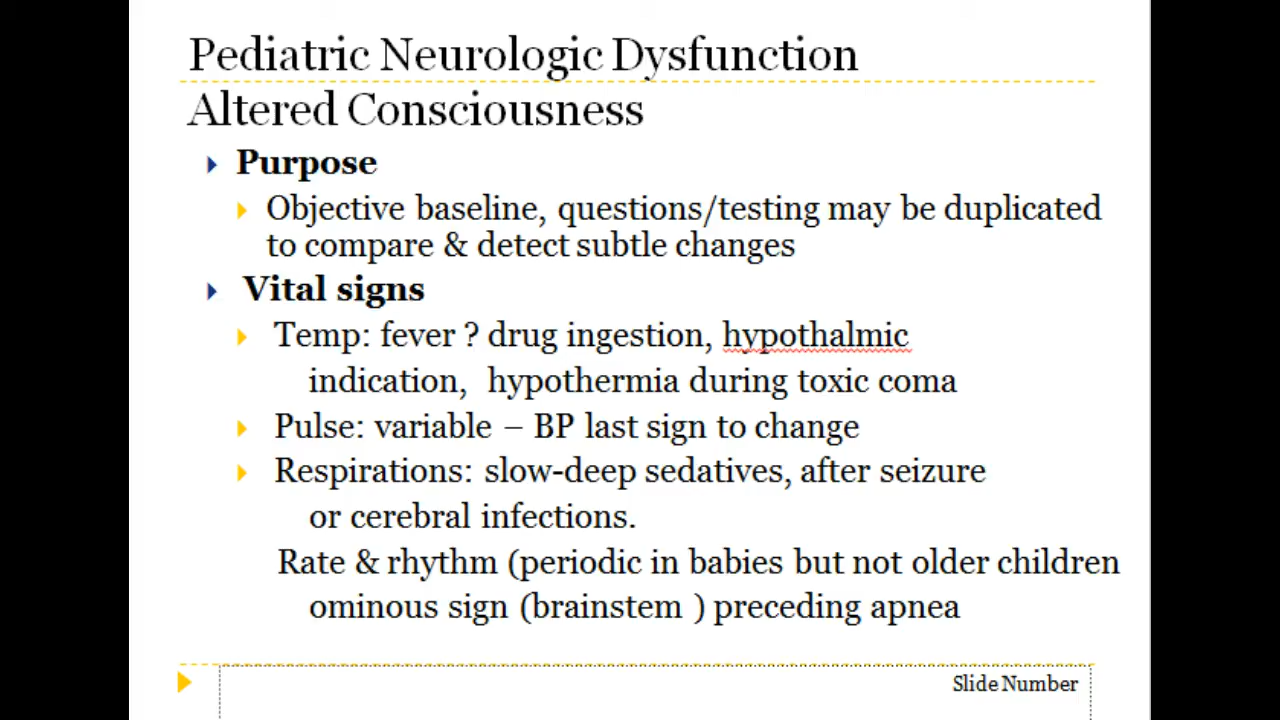 Pediatric Neurologic Dysfunction
Altered Consciousness
Purpose
Objective baseline, questions/testing may be duplicated
to compare & detect subtle changes
Vital signs
Temp: fever ? drug ingestion, hypothalmic
indication, hypothermia during toxic coma
Pulse: variable – BP last sign to change
Respirations: slow-deep sedatives, after seizure
or cerebral infections.
Rate & rhythm (periodic in babies but not older children
ominous sign (brainstem ) preceding apnea
Slide Number